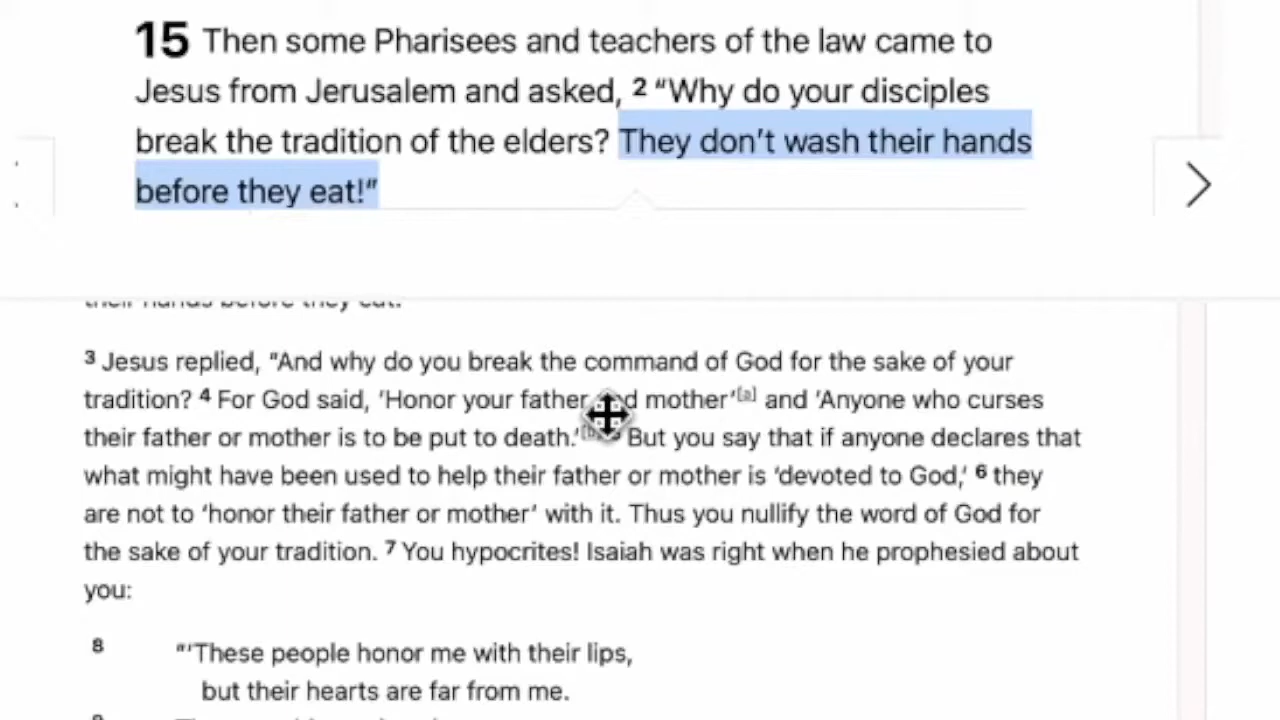 15 Then some Pharisees and teachers of the law came to
Jesus from Jerusalem and asked, 2 “Why do your disciples
break the tradition of the elders? They don’t wash their hands
before they eat!”
their hands before they eat.
3 Jesus replied, “And why do you break the command of God for the sake of your
tradition? 4 For God said, ‘Honor your father mother’[a] and ‘Anyone who curses
their father or mother is to be put to death.’ But you say that if anyone declares that
what might have been used to help their father or mother is ‘devoted to God,’ 6 they
are not to ‘honor their father or mother’ with it. Thus you nullify the word of God for
the sake of your tradition. 7 You hypocrites! Isaiah was right when he prophesied about
you:
8 “‘These people honor me with their lips,
but their hearts are far from me.